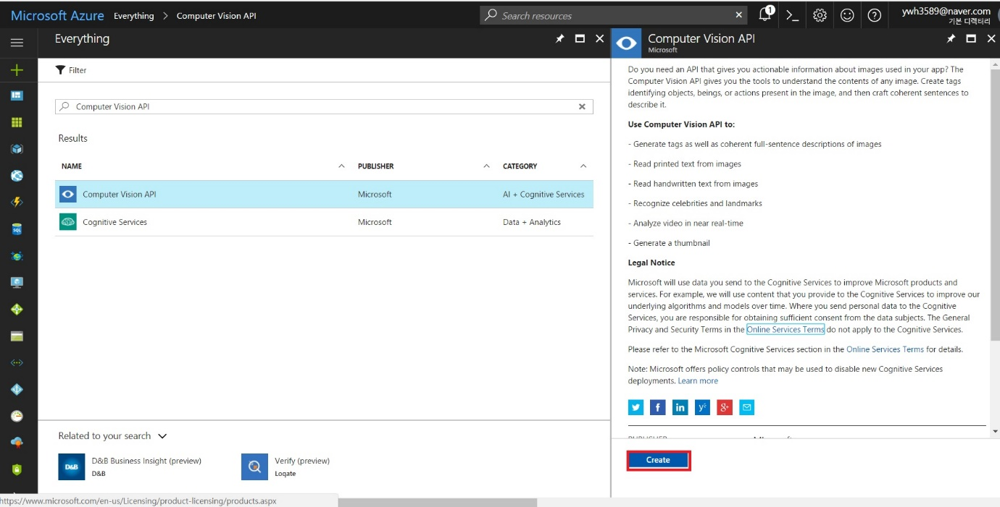 Microsoft Azure Everything > Computer Vision API
Search resources
1
ywh3589@naver.com
기본 디렉터리
Everything
Filter
Computer Vision API
Results
NAME PUBLISHER CATEGORY
Computer Vision API Microsoft AI + Cognitive Services
Cognitive Services Microsoft Data + Analytics
Related to your search
D&B
D&B Business Insight (preview)
D&B
Verify (preview)
Loqate
https://www.microsoft.com/en-us/Licensing/product-licensing/products.aspx
Computer Vision API
Microsoft
Do you need an API that gives you actionable information about images used in your app? The
Computer Vision API gives you the tools to understand the contents of any image. Create tags
identifying objects, beings, or actions present in the image, and then craft coherent sentences to
describe it.
Use Computer Vision API to:
- Generate tags as well as coherent full-sentence descriptions of images
- Read printed text from images
- Read handwritten text from images
- Recognize celebrities and landmarks
- Analyze video in near real-time
- Generate a thumbnail
Legal Notice
Microsoft will use data you send to the Cognitive Services to improve Microsoft products and
services. For example, we will use content that you provide to the Cognitive Services to improve our
underlying algorithms and models over time. Where you send personal data to the Cognitive
Services, you are responsible for obtaining sufficient consent from the data subjects. The General
Privacy and Security Terms in the Online Services Terms do not apply to the Cognitive Services.
Please refer to the Microsoft Cognitive Services section in the Online Services Terms for details.
Note: Microsoft offers policy controls that may be used to disable new Cognitive Services
deployments. Learn more
PUBLISHER Microsoft
Create